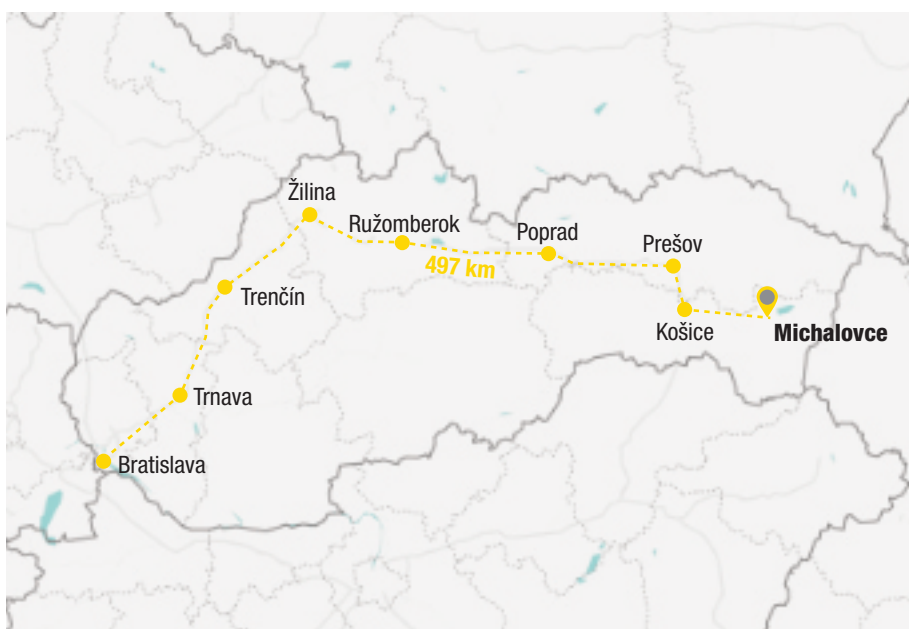 Žilina
Ružomberok
Poprad
Prešov
497 km
Trenčín
Košice
Michalovce
Trnava
Bratislava